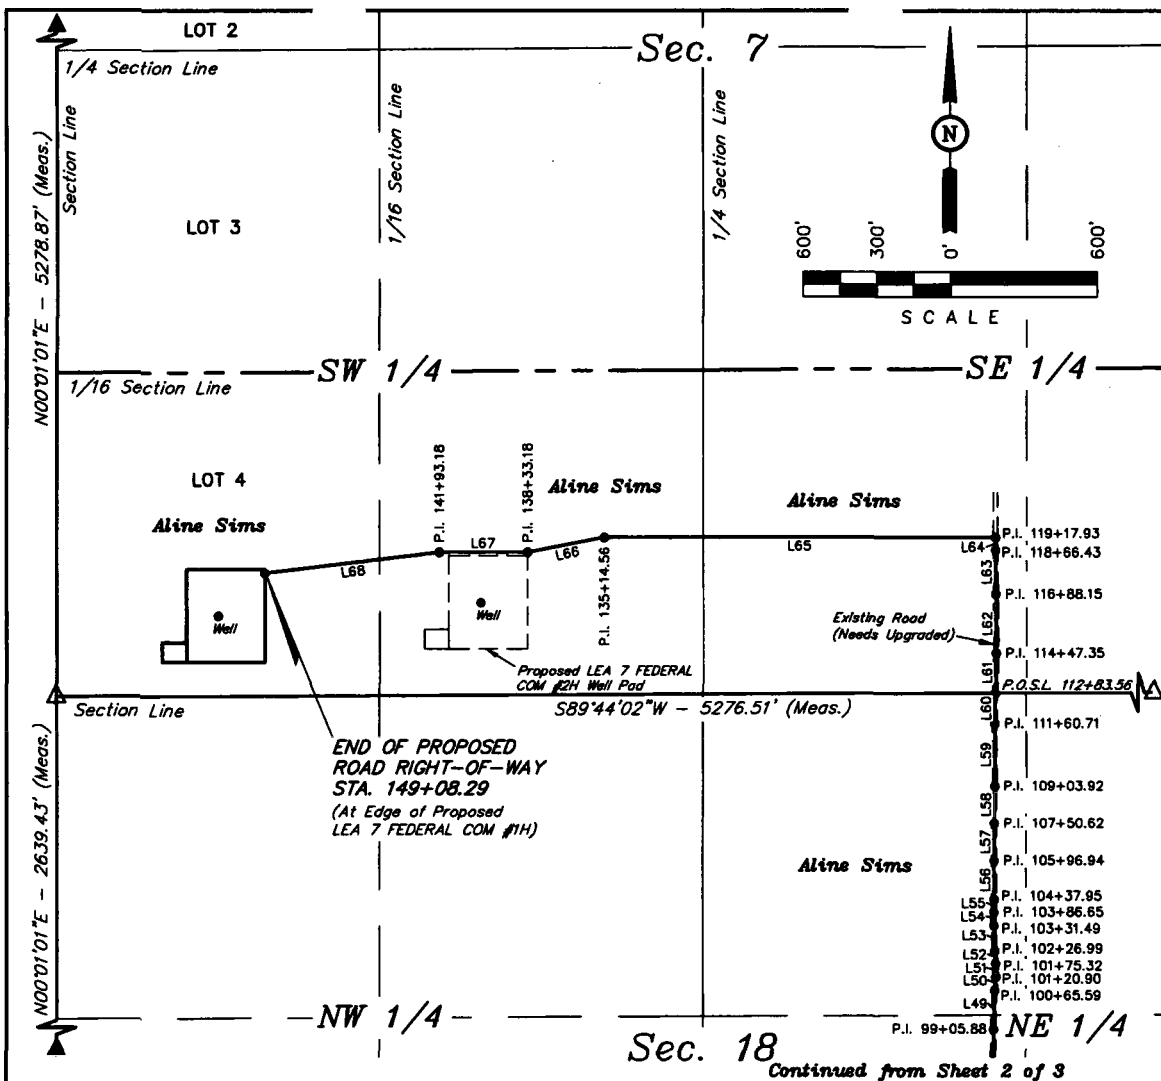 LOT 2
Sec. 7
1/4 Section Line
Section Line
1/16 Section Line
1/4 Section Line
N
N00°01'01"E - 5278.87' (Meas.)
LOT 3
600'
300'
0'
600'
SCALE
SW 1/4
SE 1/4
1/16 Section Line
LOT 4
Aline Sims
P.I. 141+93.18
P.I. 138+33.18
Aline Sims
Aline Sims
L68
L67
L66
P.I. 135+14.56
L65
L64
P.I. 119+17.93
P.I. 118+66.43
L63
P.I. 116+88.15
L62
Existing Road
(Needs Upgraded)
P.I. 114+47.35
L61
Well
Well
Proposed LEA 7 FEDERAL
COM #2H Well Pad
P.O.S.L. 112+83.56
Section Line
S89°44'02"W - 5276.51' (Meas.)
L60
P.I. 111+60.71
L59
END OF PROPOSED
ROAD RIGHT-OF-WAY
STA. 149+08.29
(At Edge of Proposed
LEA 7 FEDERAL COM #1H)
N00°01'01"E - 2639.43' (Meas.)
P.I. 109+03.92
L58
P.I. 107+50.62
L57
P.I. 105+96.94
Aline Sims
L56
P.I. 104+37.95
L55
P.I. 103+86.65
L54
P.I. 103+31.49
L53
P.I. 102+26.99
L52
P.I. 101+75.32
L51
P.I. 101+20.90
L50
P.I. 100+65.59
L49
NW 1/4
P.I. 99+05.88
NE 1/4
Sec. 18
Continued from Sheet 2 of 3